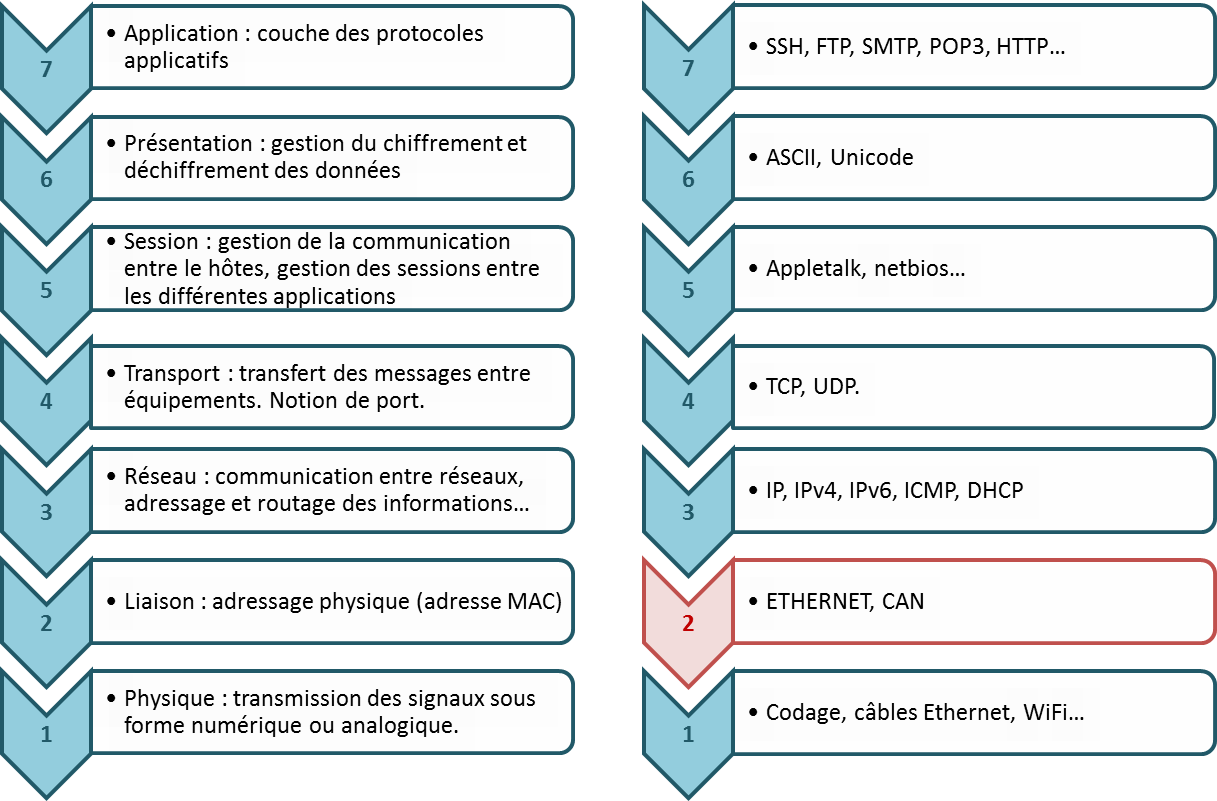 7
• Application : couche des protocoles
applicatifs
6
• Présentation : gestion du chiffrement et
déchiffrement des données
5
• Session : gestion de la communication
entre le hôtes, gestion des sessions entre
les différentes applications
4
• Transport : transfert des messages entre
équipements. Notion de port.
3
• Réseau : communication entre réseaux,
adressage et routage des informations…
2
• Liaison : adressage physique (adresse MAC)
1
• Physique : transmission des signaux sous
forme numérique ou analogique.
7
• SSH, FTP, SMTP, POP3, HTTP…
6
• ASCII, Unicode
5
• Appletalk, netbios…
4
• TCP, UDP.
3
• IP, IPv4, IPv6, ICMP, DHCP
2
• ETHERNET, CAN
1
• Codage, câbles Ethernet, WiFi…